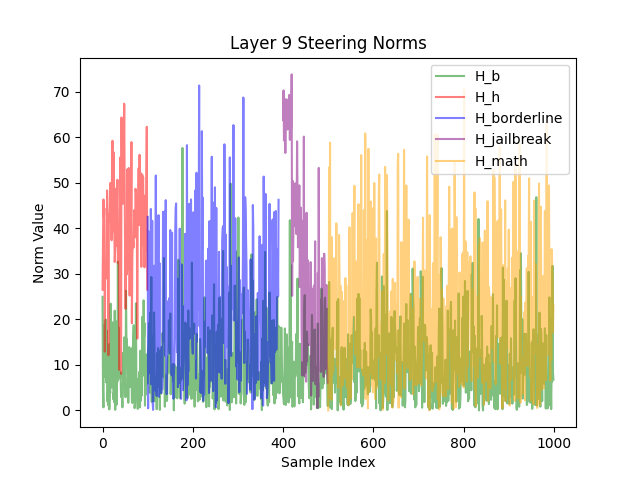 Layer 9 Steering Norms
H_b
H_h
H_borderline
H_jailbreak
H_math
Norm Value
70
60
50
40
30
20
10
0
0
200
400
600
800
1000
Sample Index